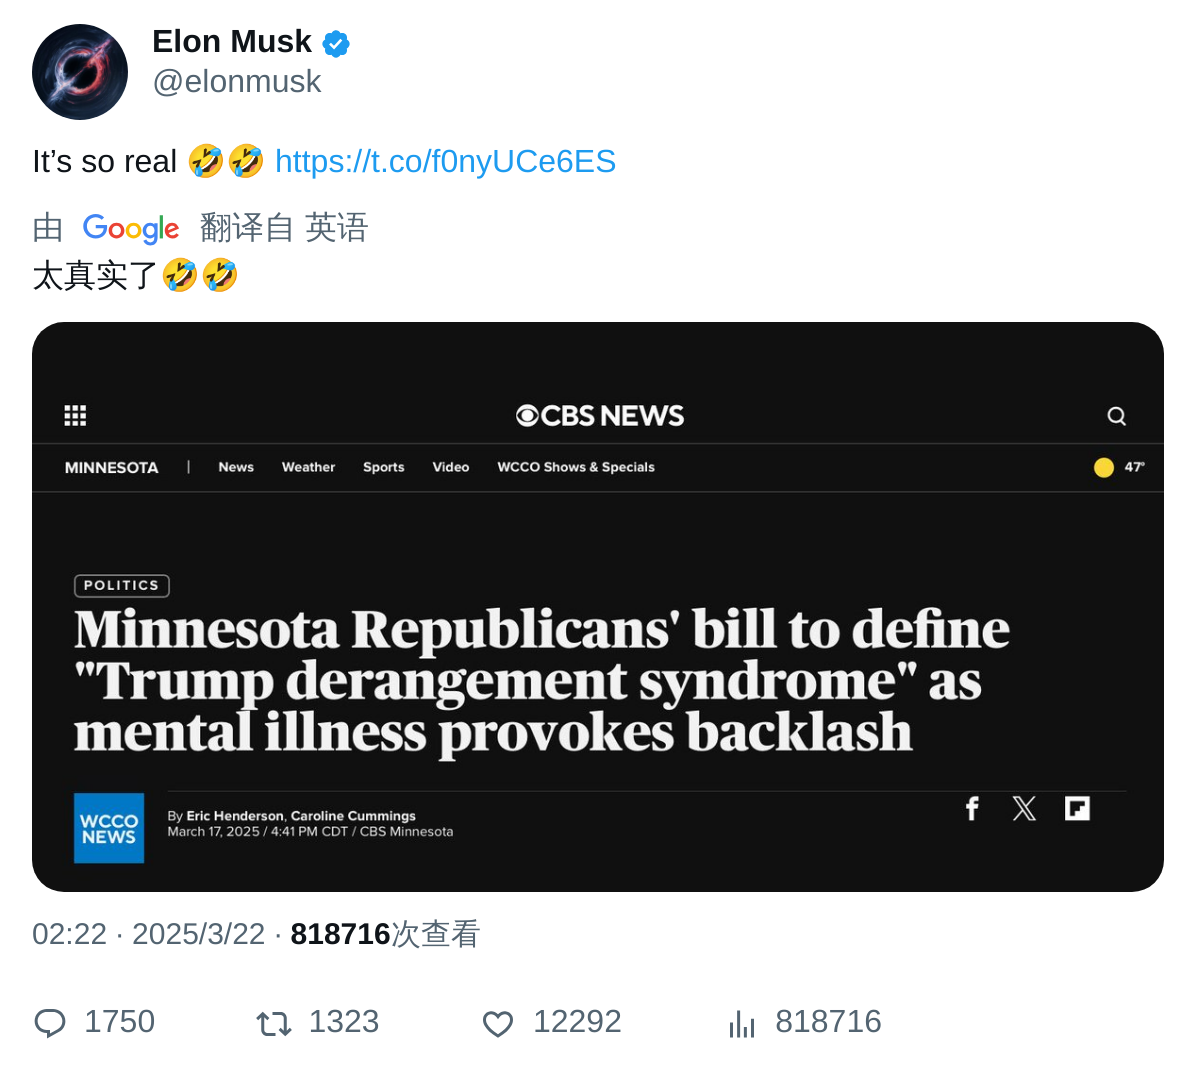 Elon Musk
@elonmusk
It’s so real 🤣🤣 https://t.co/f0nyUCe6ES
由 Google 翻译自 英语
太真实了🤣🤣
CBS NEWS
MINNESOTA | News Weather Sports Video WCCO Shows & Specials 47°
POLITICS
Minnesota Republicans' bill to define
"Trump derangement syndrome" as
mental illness provokes backlash
WCCO
NEWS
By Eric Henderson, Caroline Cummings
March 17, 2025 / 4:41 PM CDT / CBS Minnesota
02:22 · 2025/3/22 · 818716次查看
1750 1323 12292 818716